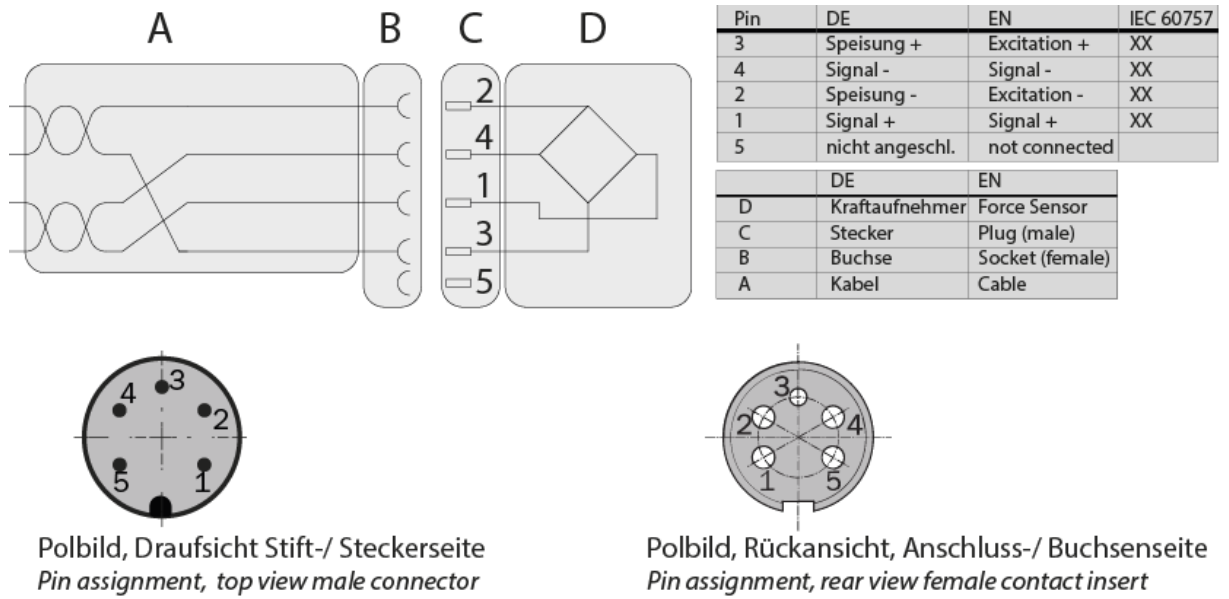 A B C D
2
4
1
3
5
Pin DE EN IEC 60757
3 Speisung + Excitation + XX
4 Signal - Signal - XX
2 Speisung - Excitation - XX
1 Signal + Signal + XX
5 nicht angeschl. not connected
DE EN
D Kraftaufnehmer Force Sensor
C Stecker Plug (male)
B Buchse Socket (female)
A Kabel Cable
3
4
2
5 1
3
2 4
1 5
Polbild, Draufsicht Stift-/ Steckerseite
Pin assignment, top view male connector
Polbild, Rückansicht, Anschluss-/ Buchsenseite
Pin assignment, rear view female contact insert